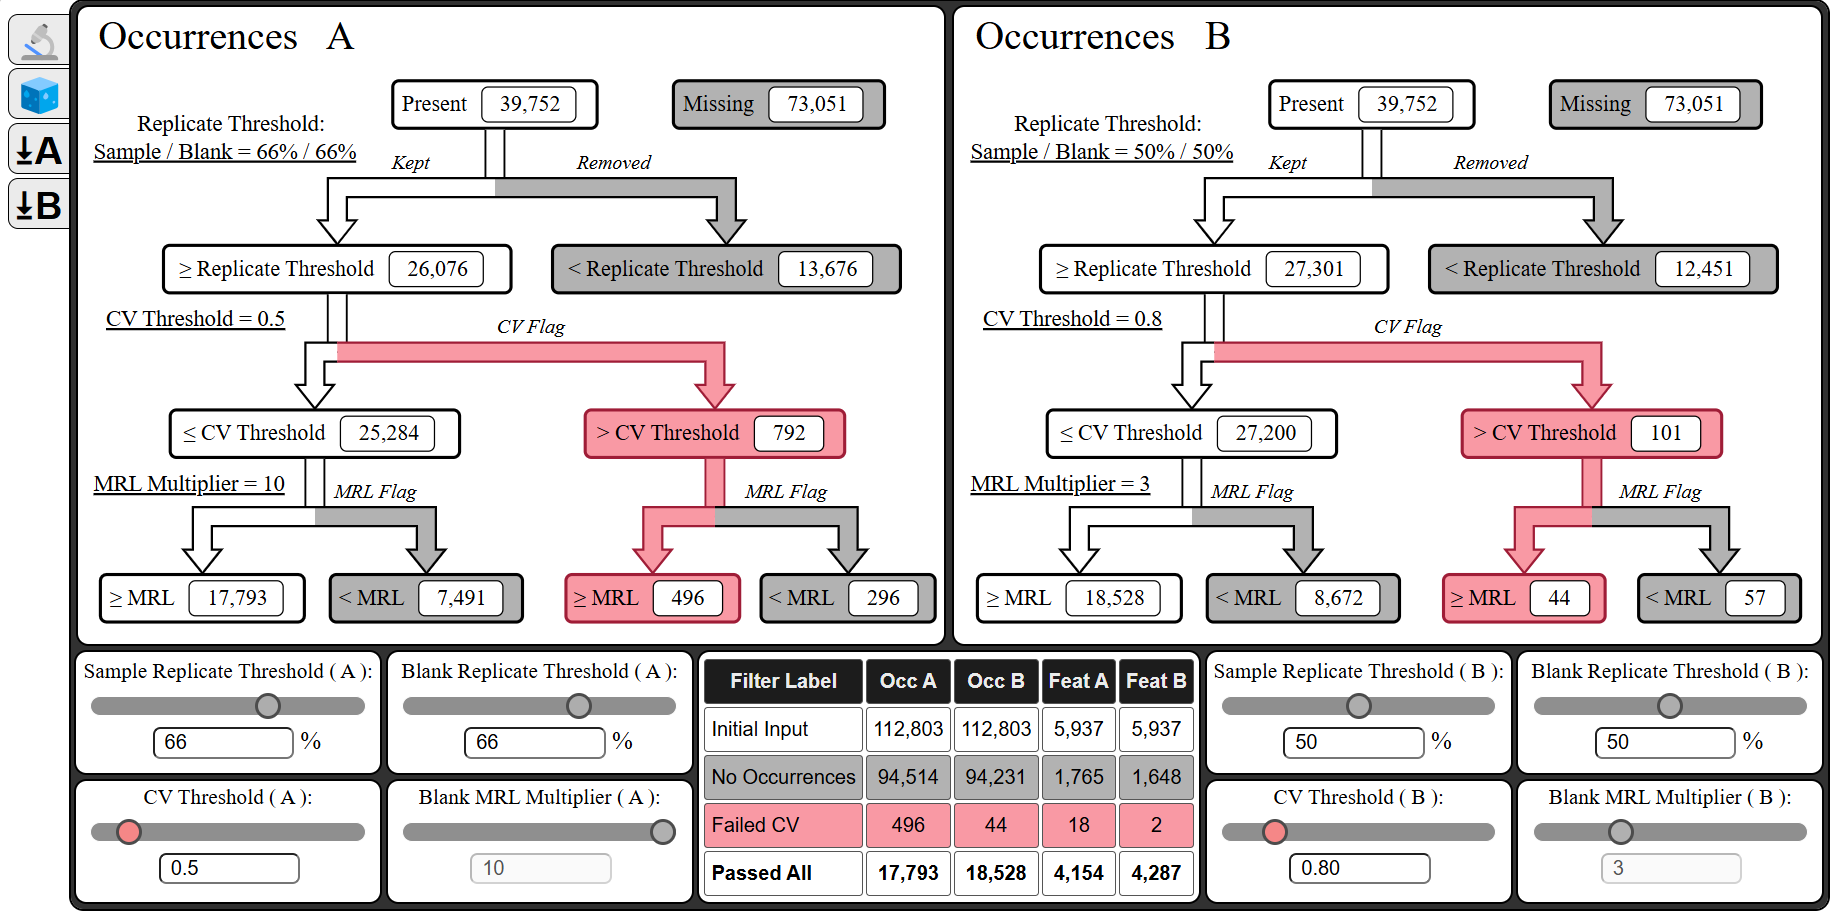 ↓A
↓B
Occurrences A
Present 39,752
Missing 73,051
Replicate Threshold:
Sample / Blank = 66% / 66%
Kept
Removed
≥ Replicate Threshold 26,076
< Replicate Threshold 13,676
CV Threshold = 0.5
CV Flag
≤ CV Threshold 25,284
> CV Threshold 792
MRL Multiplier = 10
MRL Flag
MRL Flag
≥ MRL 17,793
< MRL 7,491
≥ MRL 496
< MRL 296
Occurrences B
Present 39,752
Missing 73,051
Replicate Threshold:
Sample / Blank = 50% / 50%
Kept
Removed
≥ Replicate Threshold 27,301
< Replicate Threshold 12,451
CV Threshold = 0.8
CV Flag
≤ CV Threshold 27,200
> CV Threshold 101
MRL Multiplier = 3
MRL Flag
MRL Flag
≥ MRL 18,528
< MRL 8,672
≥ MRL 44
< MRL 57
Sample Replicate Threshold ( A ):
66 %
Blank Replicate Threshold ( A ):
66 %
CV Threshold ( A ):
0.5
Blank MRL Multiplier ( A ):
10
Filter Label Occ A Occ B Feat A Feat B
Initial Input 112,803 112,803 5,937 5,937
No Occurrences 94,514 94,231 1,765 1,648
Failed CV 496 44 18 2
Passed All 17,793 18,528 4,154 4,287
Sample Replicate Threshold ( B ):
50 %
Blank Replicate Threshold ( B ):
50 %
CV Threshold ( B ):
0.80
Blank MRL Multiplier ( B ):
3